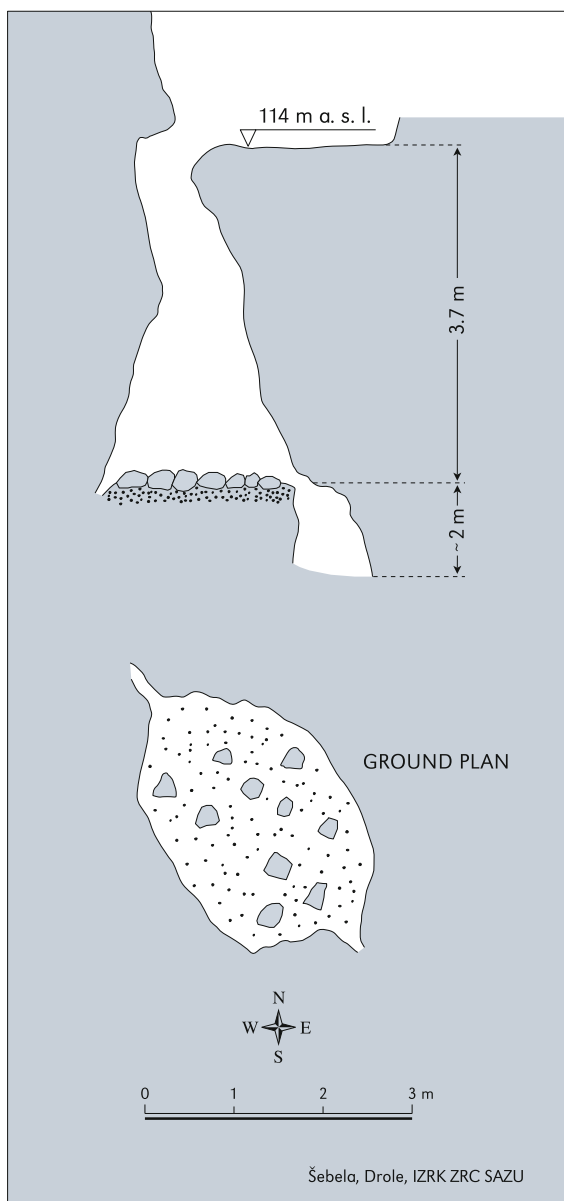 114 m a. s. l.
3.7 m
~2 m
GROUND PLAN
N
W E
S
0 1 2 3 m
Šebela, Drole, IZRK ZRC SAZU